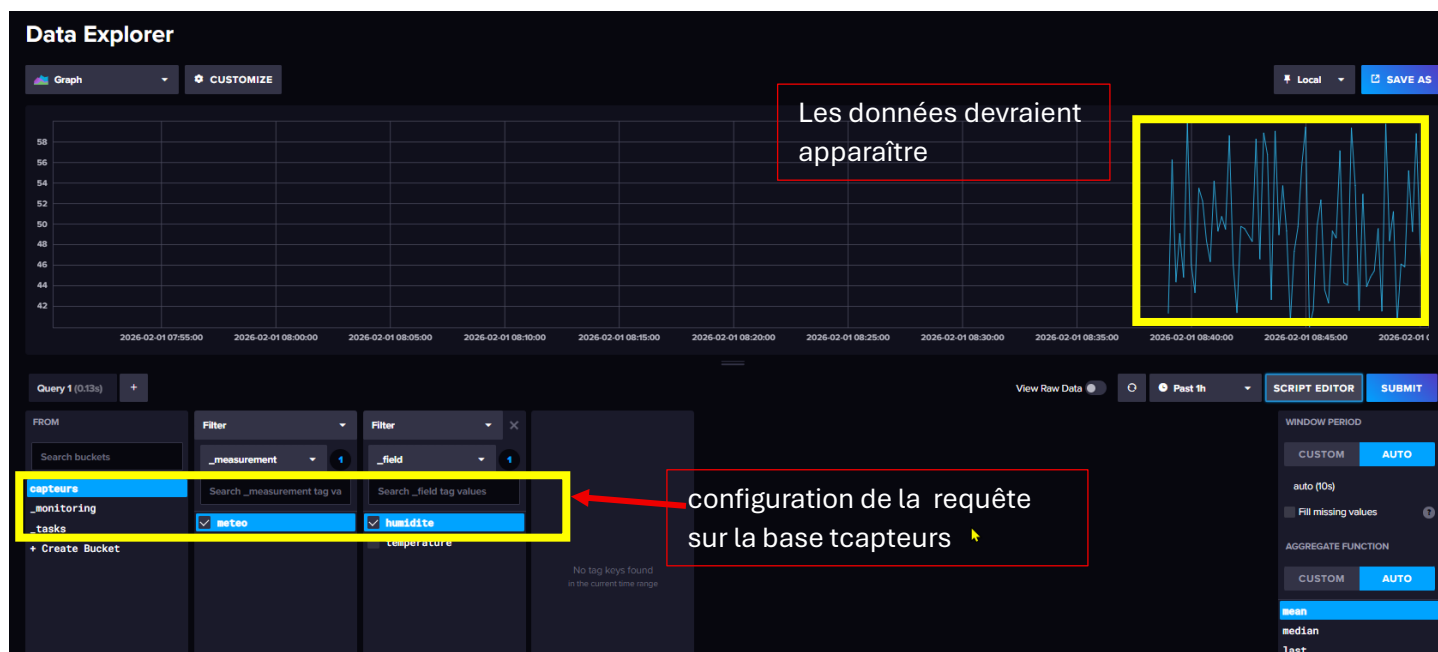 Data Explorer
Graph
CUSTOMIZE
Local
SAVE AS
Les données devraient
apparaître
58
56
54
52
50
48
46
44
42
2026-02-01 07:55:00
2026-02-01 08:00:00
2026-02-01 08:05:00
2026-02-01 08:10:00
2026-02-01 08:15:00
2026-02-01 08:20:00
2026-02-01 08:25:00
2026-02-01 08:30:00
2026-02-01 08:35:00
2026-02-01 08:40:00
2026-02-01 08:45:00
2026-02-01
Query 1 (0.13s)
+
View Raw Data
Past 1h
SCRIPT EDITOR
SUBMIT
FROM
Search buckets
capteurs
_monitoring
_tasks
+ Create Bucket
Filter
_measurement
1
Search _measurement tag va
meteo
Filter
_field
1
Search _field tag values
humidite
temperature
No tag keys found
in the current time range
configuration de la requête
sur la base tcapteurs
WINDOW PERIOD
CUSTOM
AUTO
auto (10s)
Fill missing values
?
AGGREGATE FUNCTION
CUSTOM
AUTO
mean
median
last